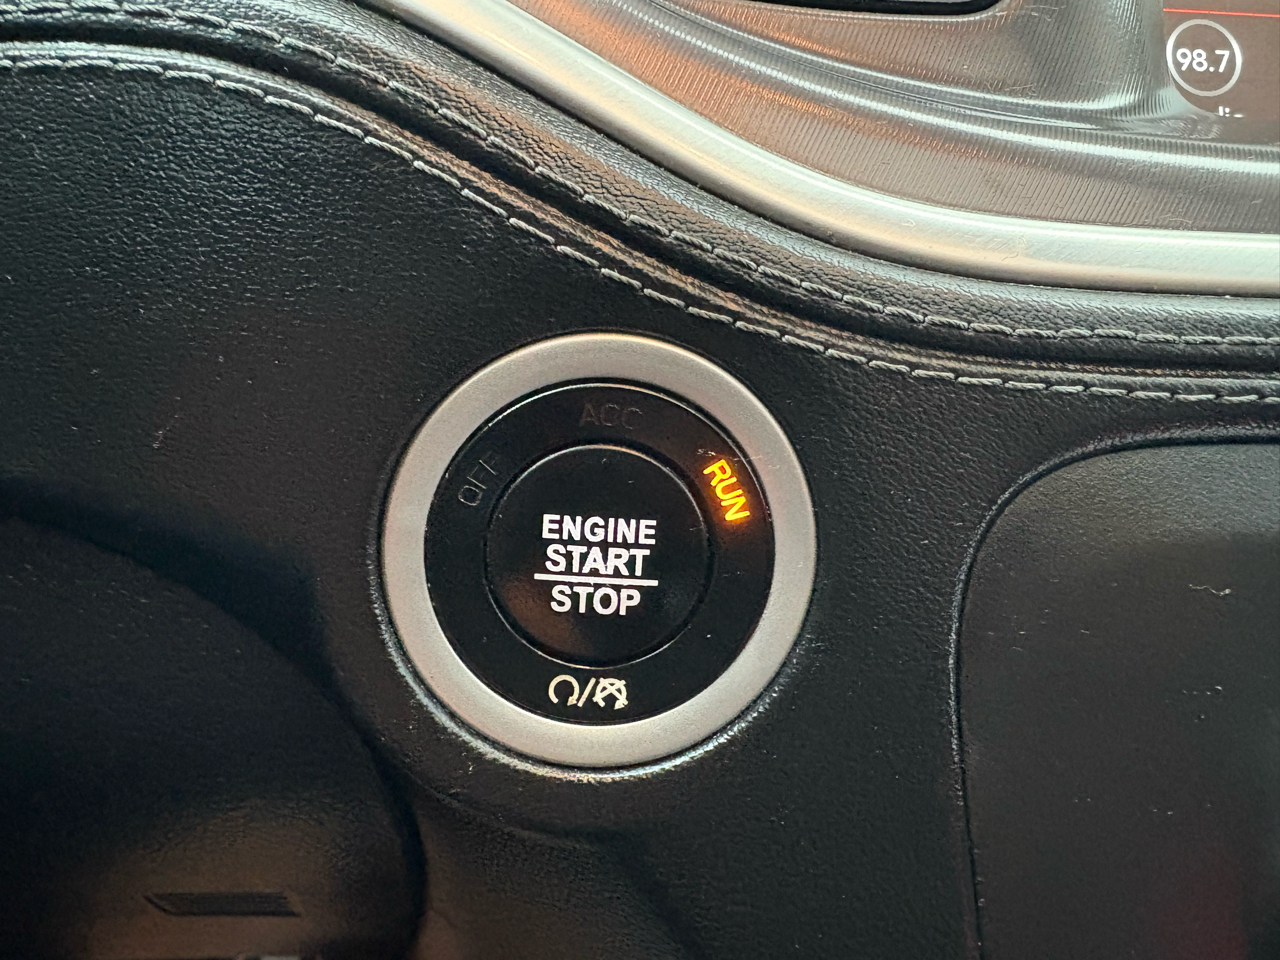 98.7
ACC
OFF
RUN
ENGINE
START
STOP